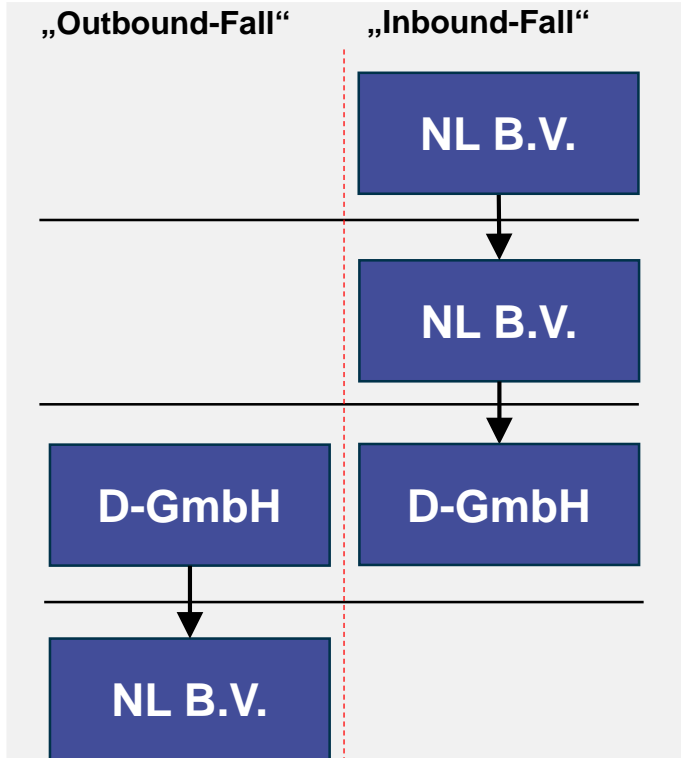 „Outbound-Fall“
„Inbound-Fall“
NL B.V.
NL B.V.
D-GmbH
D-GmbH
NL B.V.